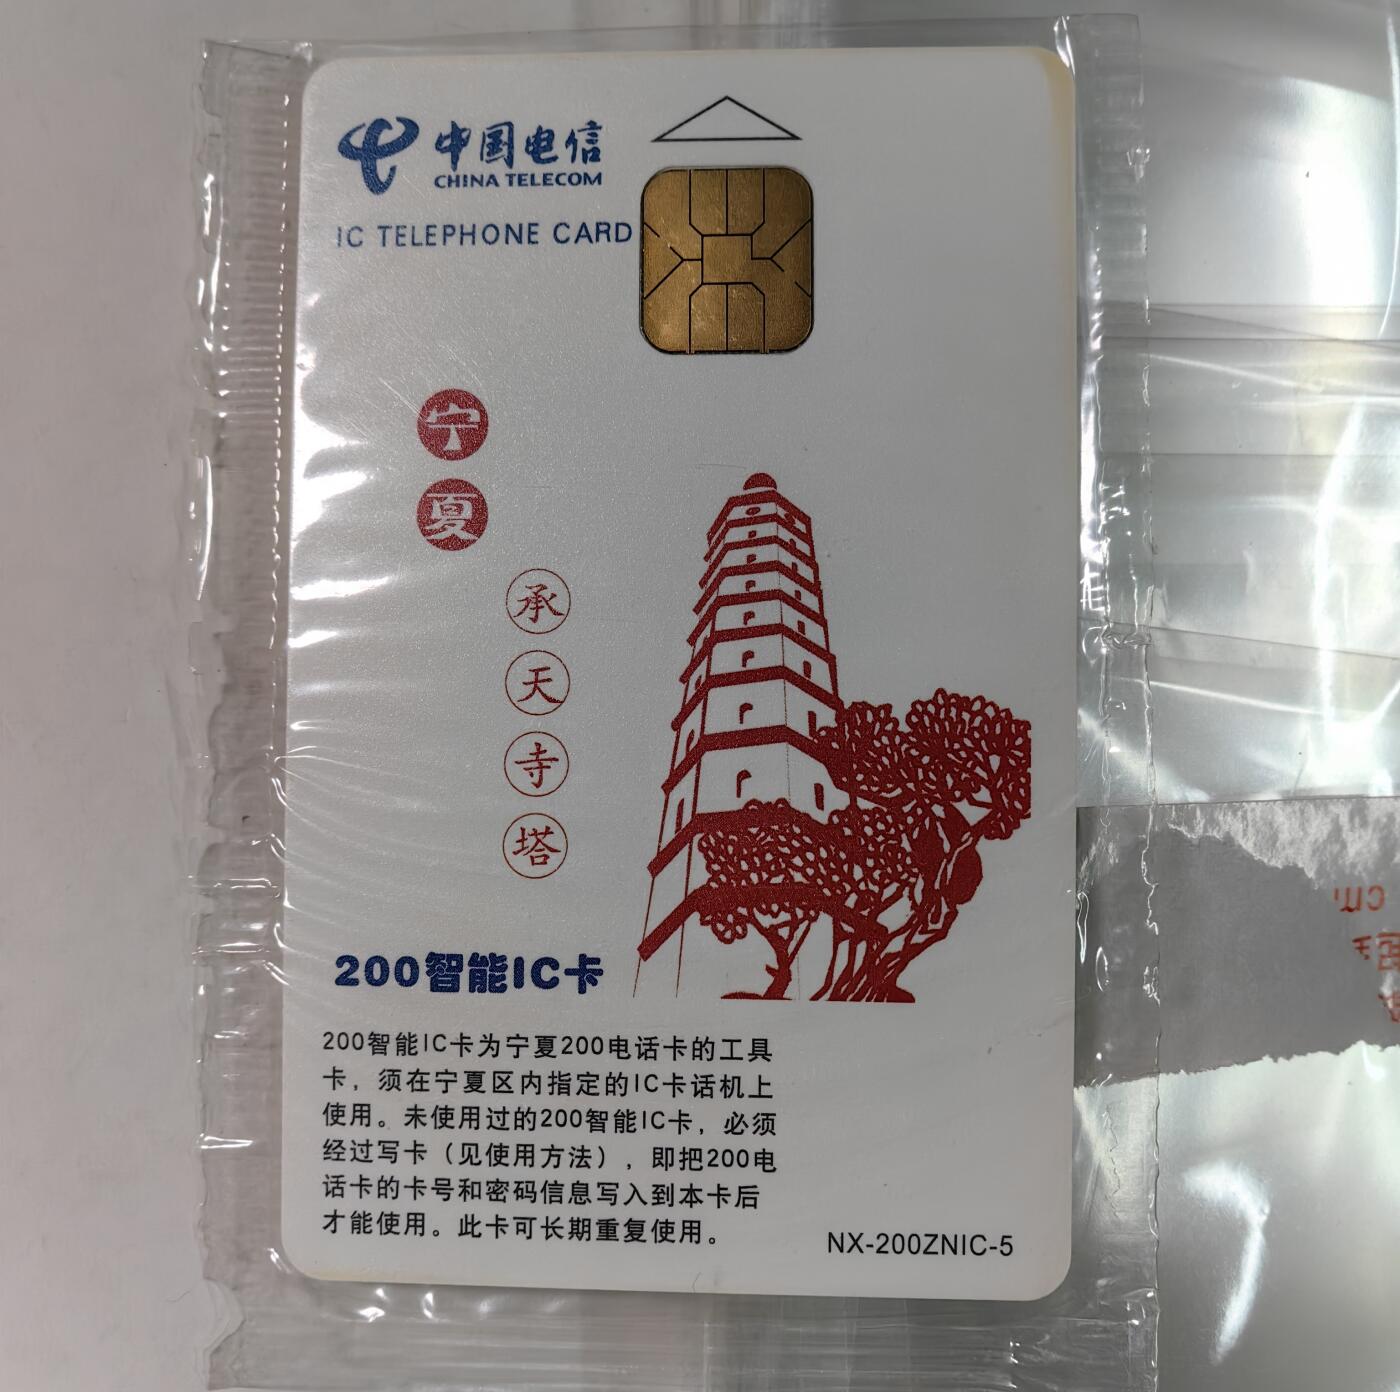 中国电信
CHINA TELECOM
IC TELEPHONE CARD
宁夏
承天寺塔
200智能IC卡
200智能IC卡为宁夏200电话卡的工具
卡，须在宁夏区内指定的IC卡话机上
使用。未使用过的200智能IC卡，必须
经过写卡（见使用方法），即把200电
话卡的卡号和密码信息写入到本卡后
才能使用。此卡可长期重复使用。
NX-200ZNIC-5